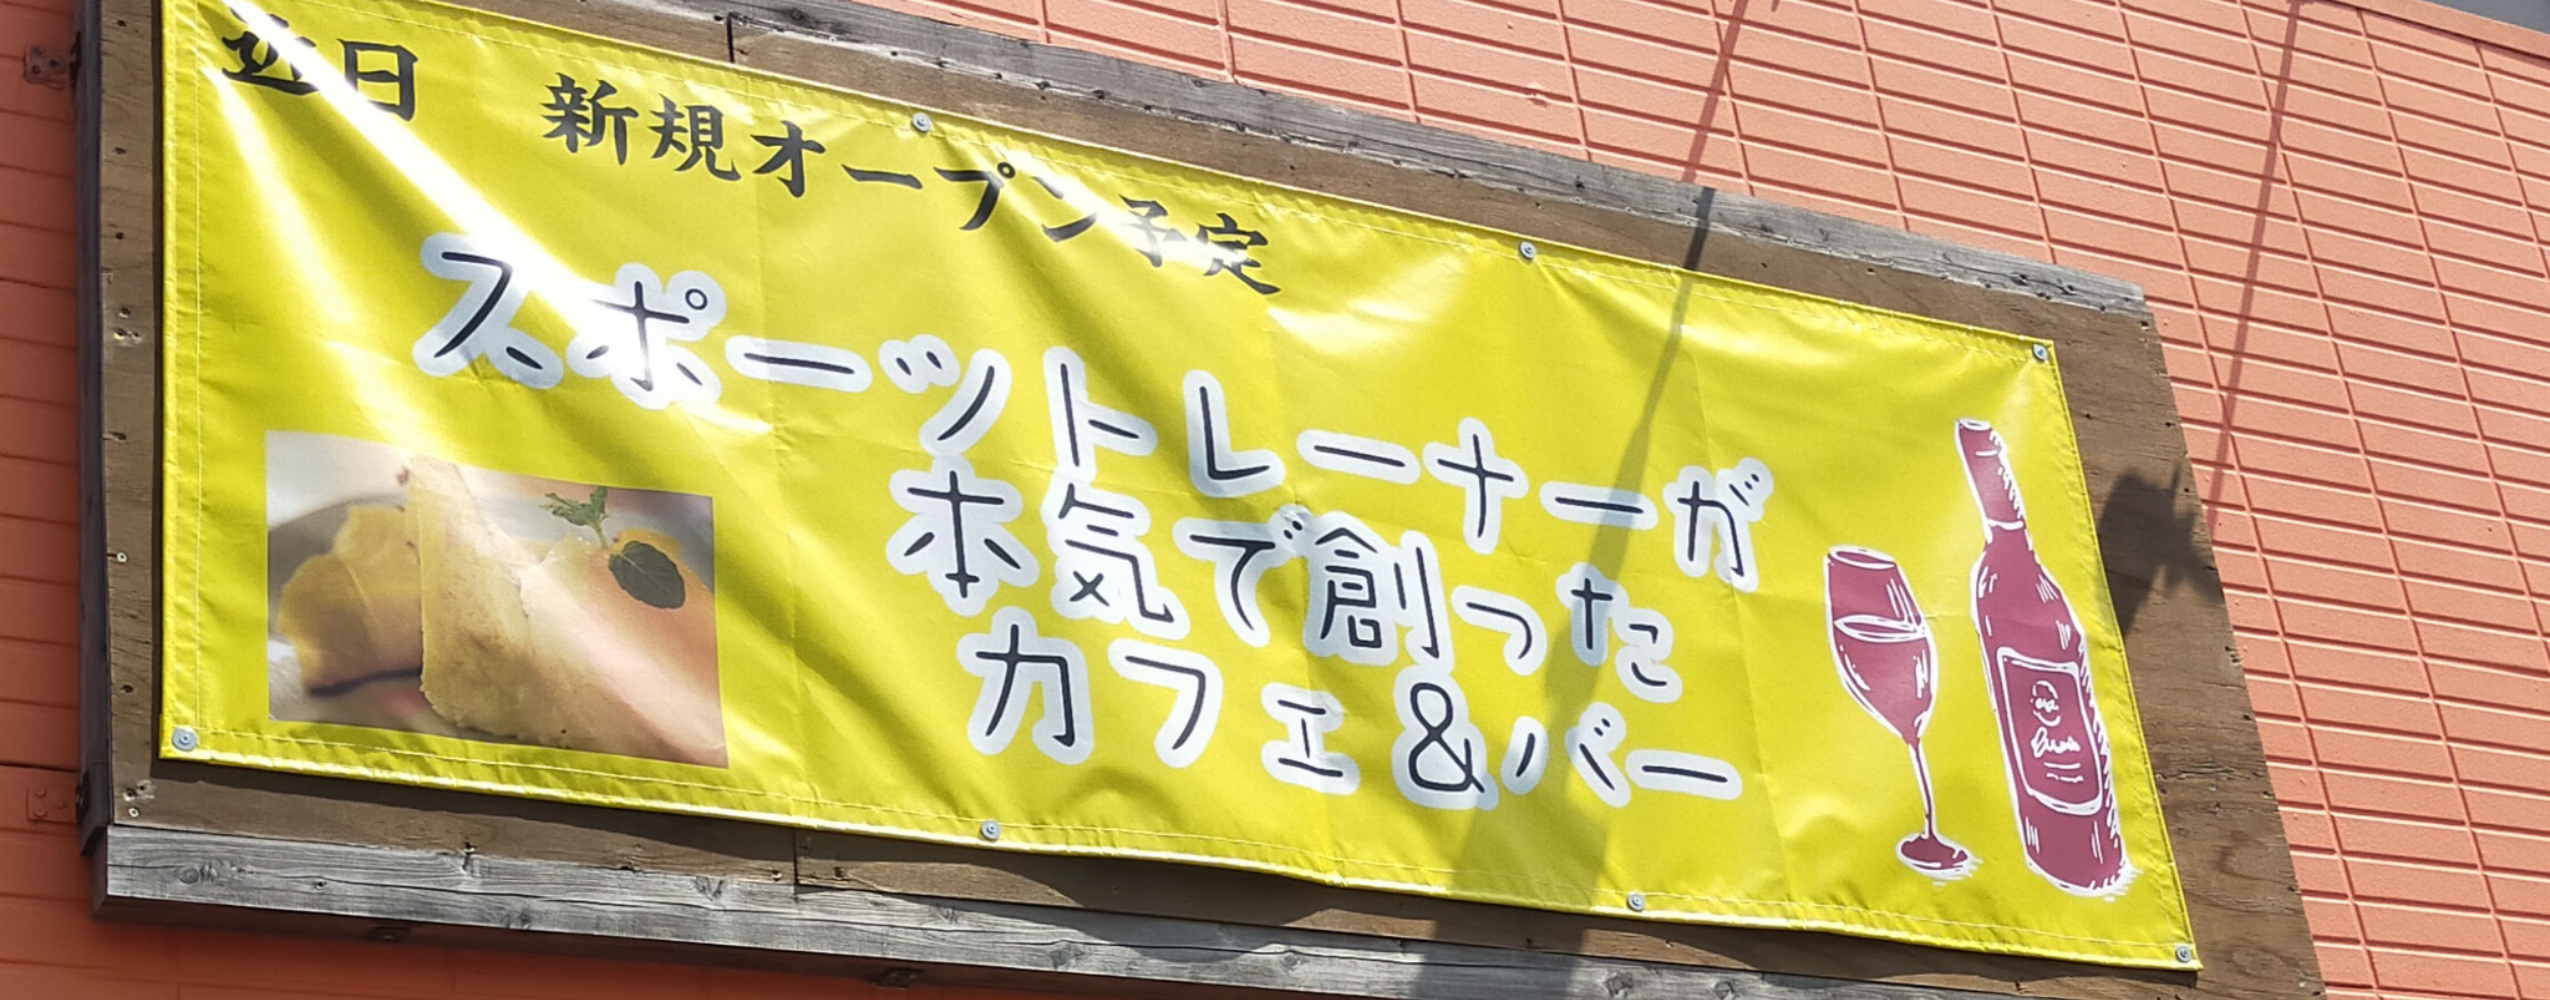 近日　新規オープン予定
スポーツトレーナーが
本気で創った
カフェ&バー